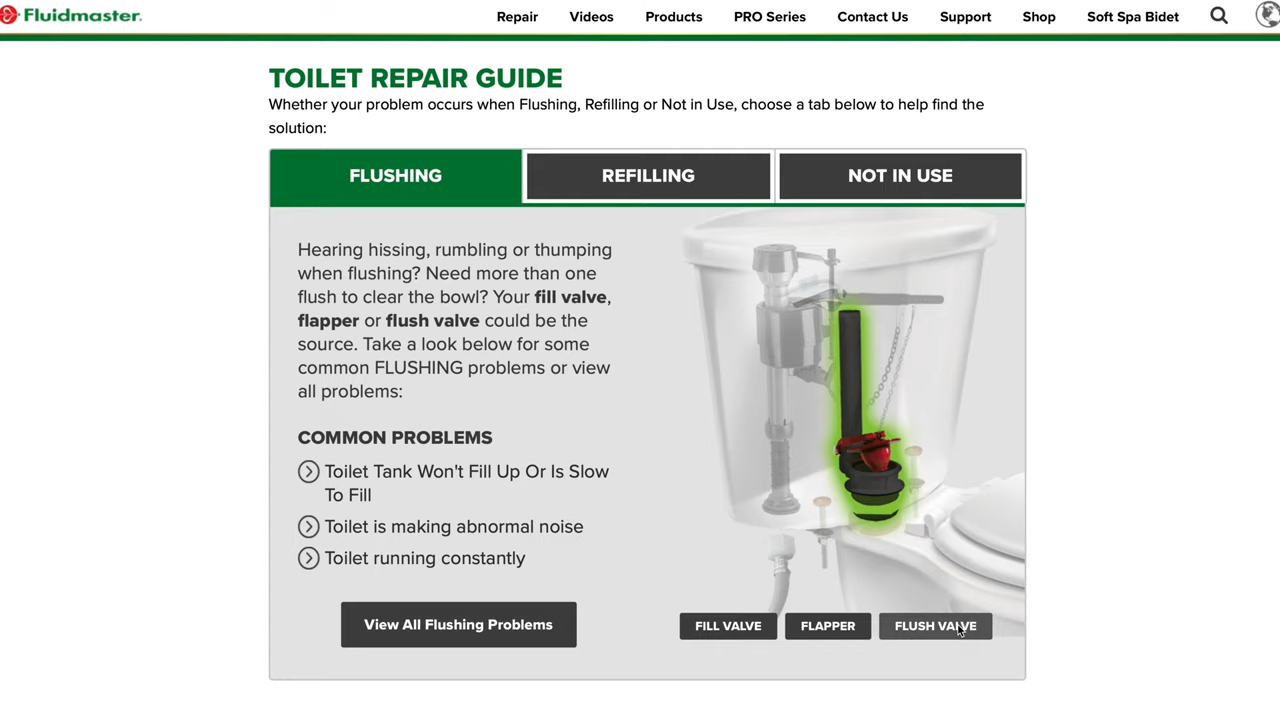 Fluidmaster.
Repair Videos Products PRO Series Contact Us Support Shop Soft Spa Bidet
TOILET REPAIR GUIDE
Whether your problem occurs when Flushing, Refilling or Not in Use, choose a tab below to help find the
solution:
FLUSHING REFILLING NOT IN USE
Hearing hissing, rumbling or thumping
when flushing? Need more than one
flush to clear the bowl? Your fill valve,
flapper or flush valve could be the
source. Take a look below for some
common FLUSHING problems or view
all problems:
COMMON PROBLEMS
Toilet Tank Won't Fill Up Or Is Slow
To Fill
Toilet is making abnormal noise
Toilet running constantly
View All Flushing Problems
FILL VALVE FLAPPER FLUSH VALVE